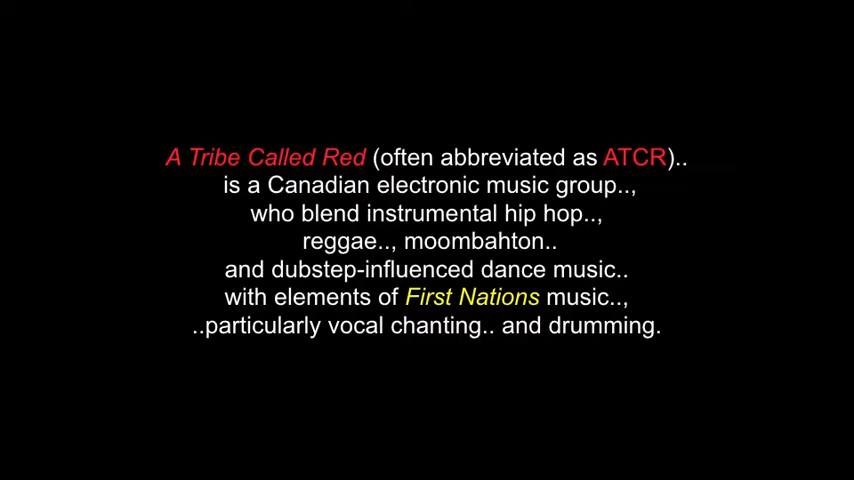 A Tribe Called Red (often abbreviated as ATCR)..
is a Canadian electronic music group..,
who blend instrumental hip hop..,
reggae.., moombahton..
and dubstep-influenced dance music..
with elements of First Nations music..,
..particularly vocal chanting.. and drumming.